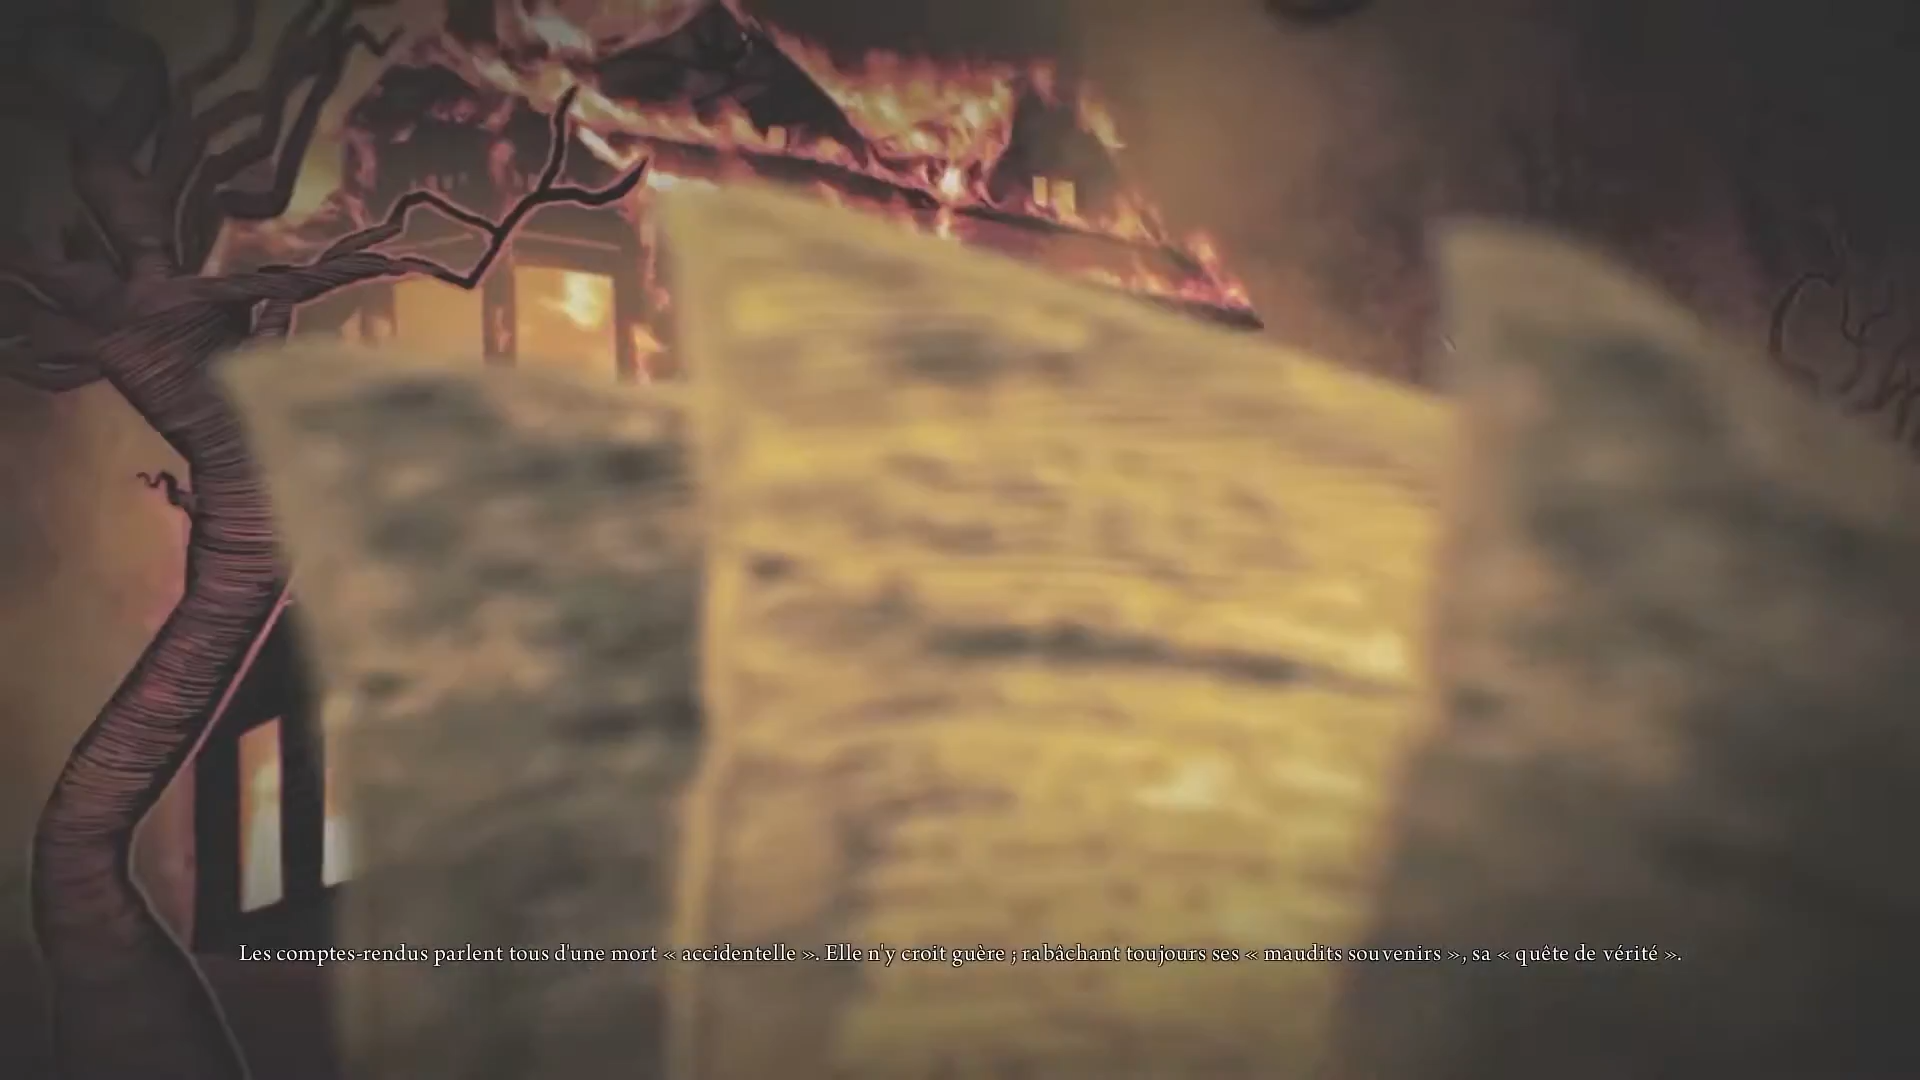 Les comptes-rendus parlent tous d'une mort « accidentelle ». Elle n'y croit guère ; rabâchant toujours ses « maudits souvenirs », sa « quête de vérité ».